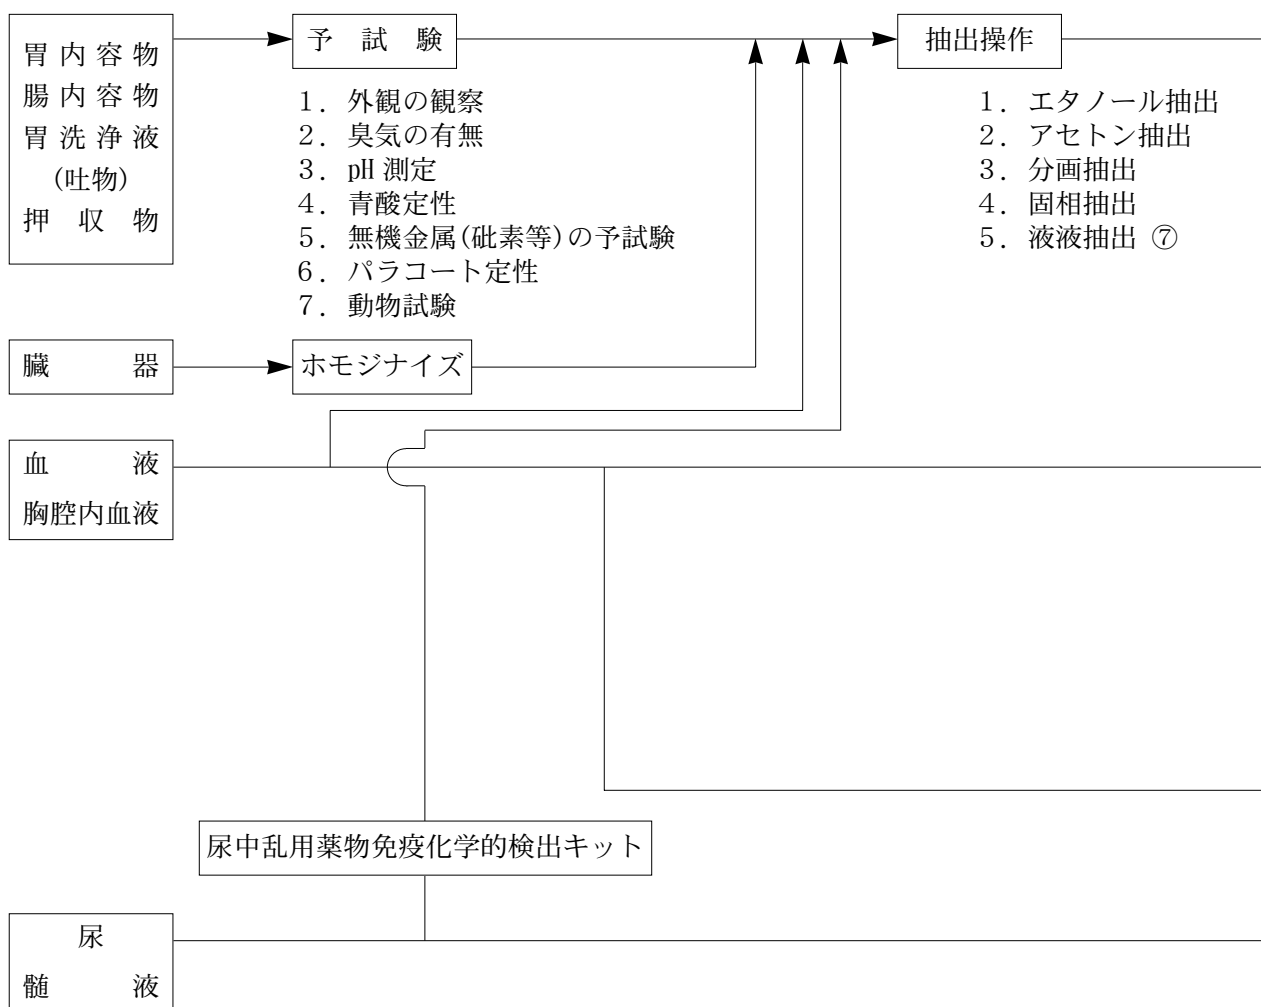 胃内容物
腸内容物
胃洗浄液
(吐物)
押収物
予試験
1. 外観の観察
2. 臭気の有無
3. pH測定
4. 青酸定性
5. 無機金属(砒素等)の予試験
6. パラコート定性
7. 動物試験
抽出操作
1. エタノール抽出
2. アセトン抽出
3. 分画抽出
4. 固相抽出
5. 液液抽出 ⑦
臓器
ホモジナイズ
血液
胸腔内血液
尿中乱用薬物免疫化学的検出キット
尿
髄液